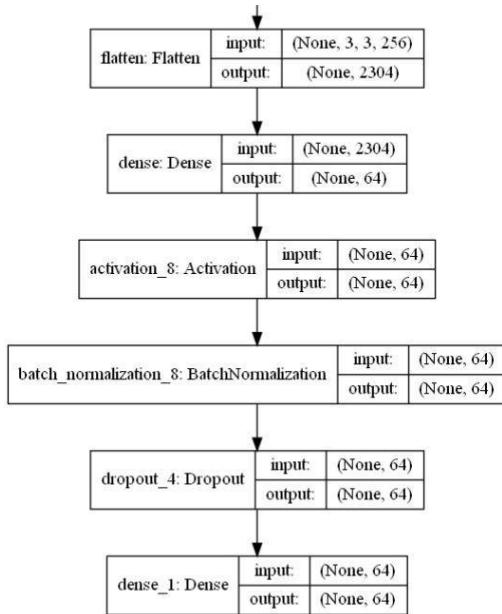 flatten: Flatten
input: (None, 3, 3, 256)
output: (None, 2304)
dense: Dense
input: (None, 2304)
output: (None, 64)
activation_8: Activation
input: (None, 64)
output: (None, 64)
batch_normalization_8: BatchNormalization
input: (None, 64)
output: (None, 64)
dropout_4: Dropout
input: (None, 64)
output: (None, 64)
dense_1: Dense
input: (None, 64)
output: (None, 64)